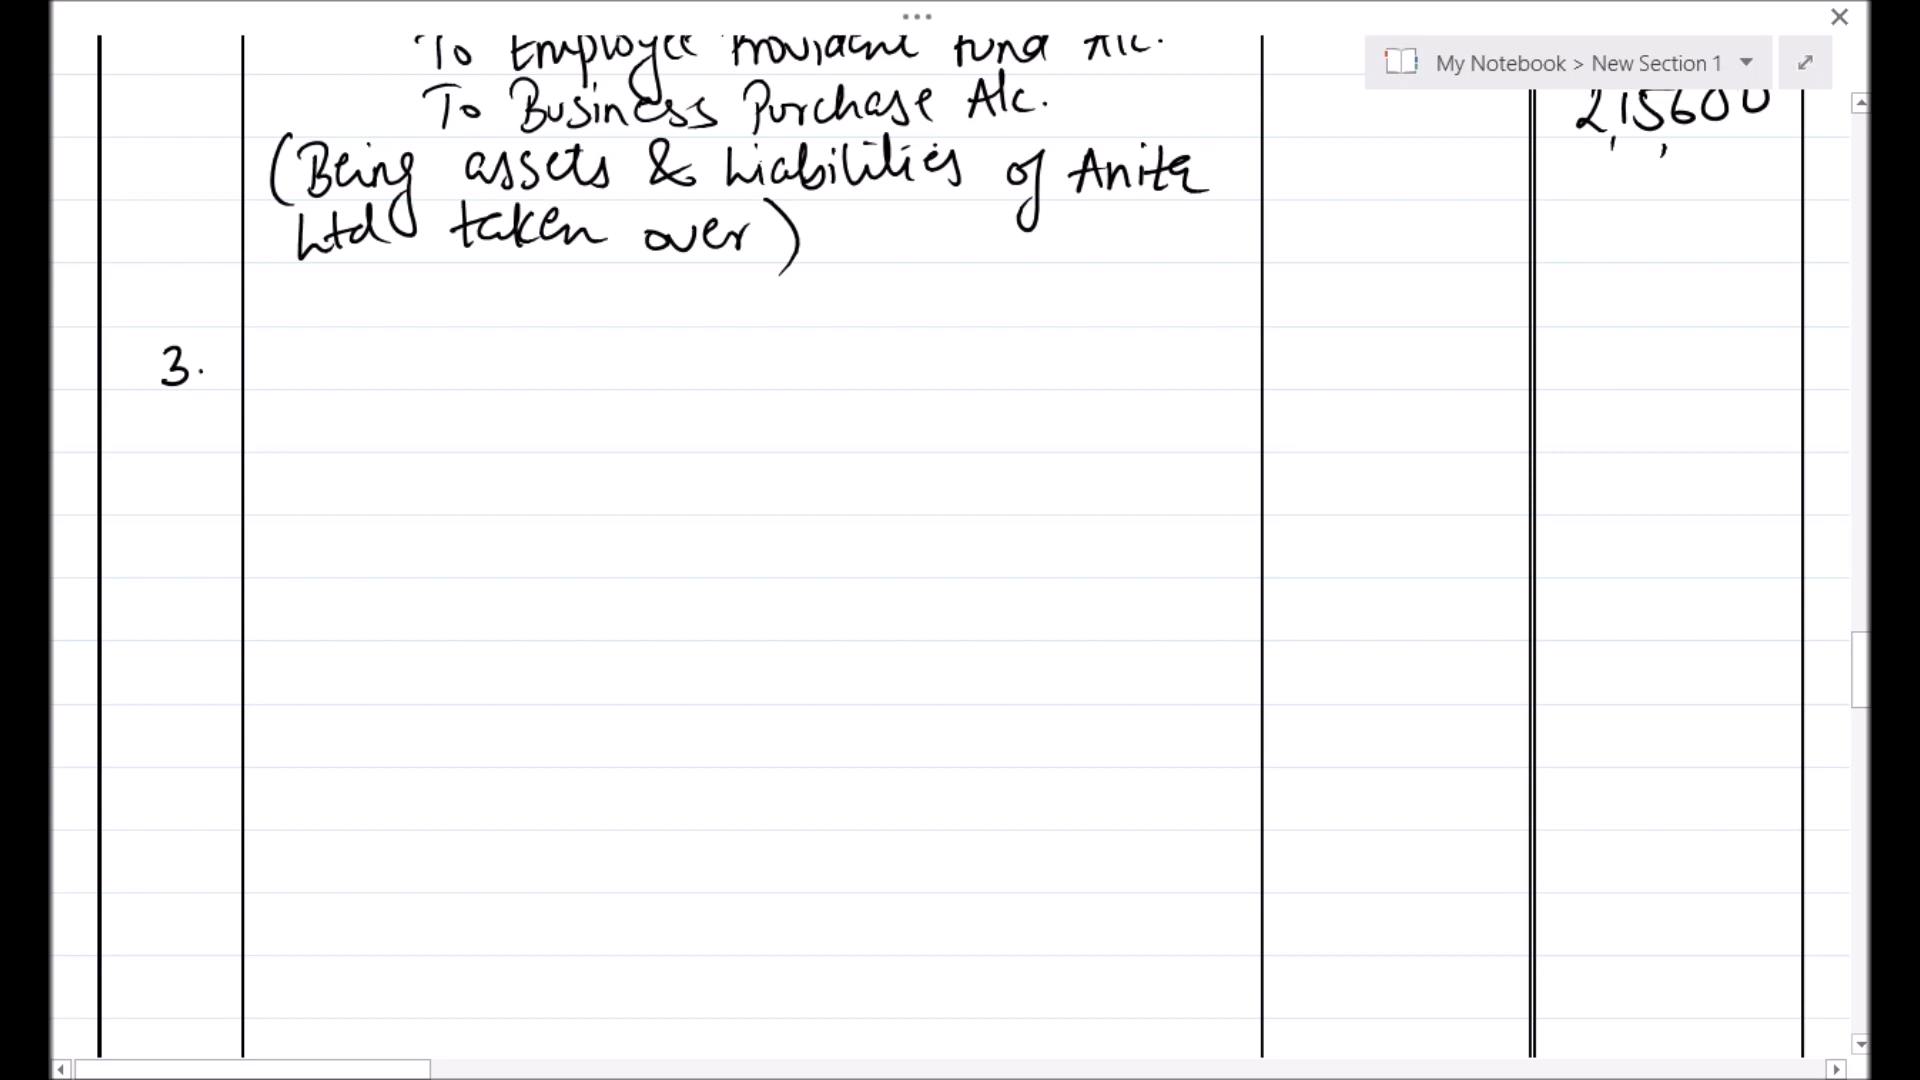 To Employee Provident Fund A/c.
My Notebook > New Section 1
To Business Purchase A/c. 2,15,600
(Being assets & Liabilities of Anita
Ltd taken over)
3.